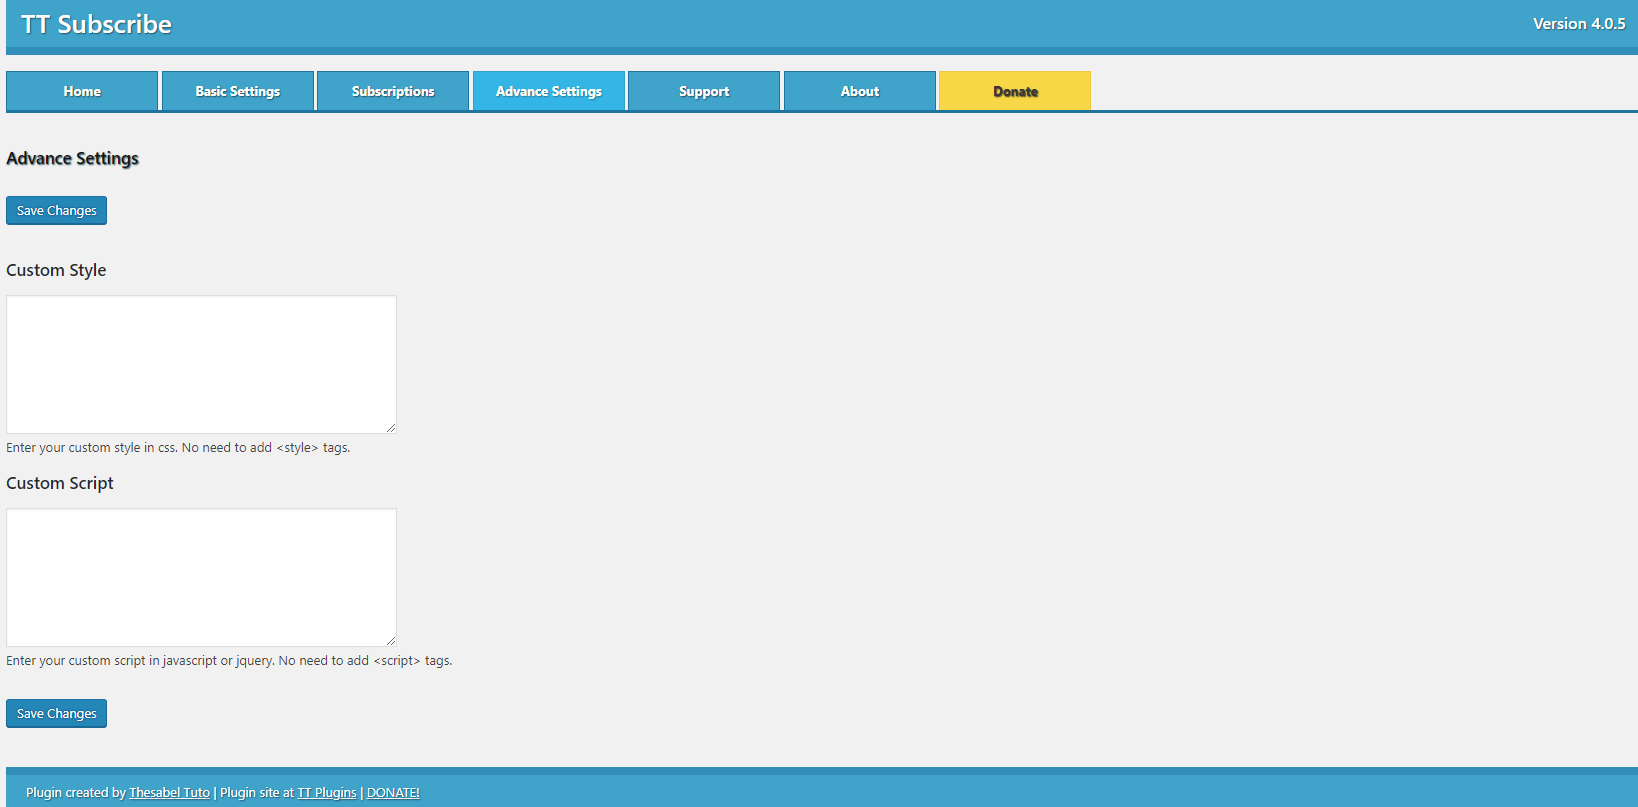 TT Subscribe
Version 4.0.5
Home
Basic Settings
Subscriptions
Advance Settings
Support
About
Donate
Advance Settings
Save Changes
Custom Style
Enter your custom style in css. No need to add <style> tags.
Custom Script
Enter your custom script in javascript or jquery. No need to add <script> tags.
Save Changes
Plugin created by Thesabel Tuto | Plugin site at TT Plugins | DONATE!